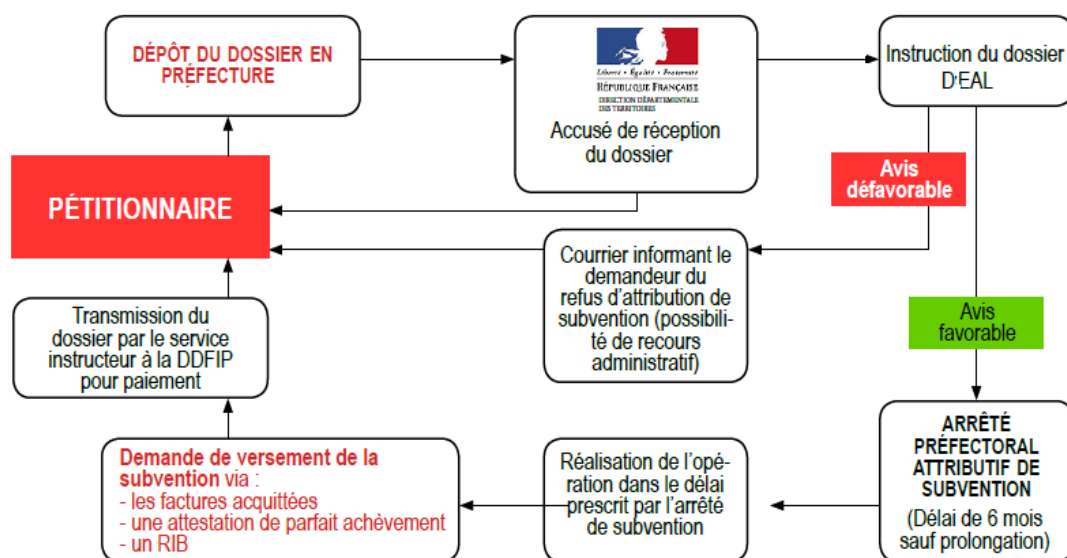 DÉPÔT DU DOSSIER EN
PRÉFECTURE
Liberté • Égalité • Fraternité
RÉPUBLIQUE FRANÇAISE
DIRECTION DÉPARTEMENTALE
DES TERRITOIRES
Accusé de réception
du dossier
Instruction du dossier
D'EAL
Avis
défavorable
PÉTITIONNAIRE
Courrier informant le
demandeur du
refus d'attribution de
subvention (possibi-
lité de recours
administratif)
Avis
favorable
Transmission du
dossier par le service
instructeur à la DDFIP
pour paiement
ARRÊTÉ
PRÉFECTORAL
ATTRIBUTIF DE
SUBVENTION
(Délai de 6 mois
sauf prolongation)
Réalisation de l'opé-
ration dans le délai
prescrit par l'arrêté
de subvention
Demande de versement de la
subvention via :
- les factures acquittées
- une attestation de parfait achèvement
- un RIB